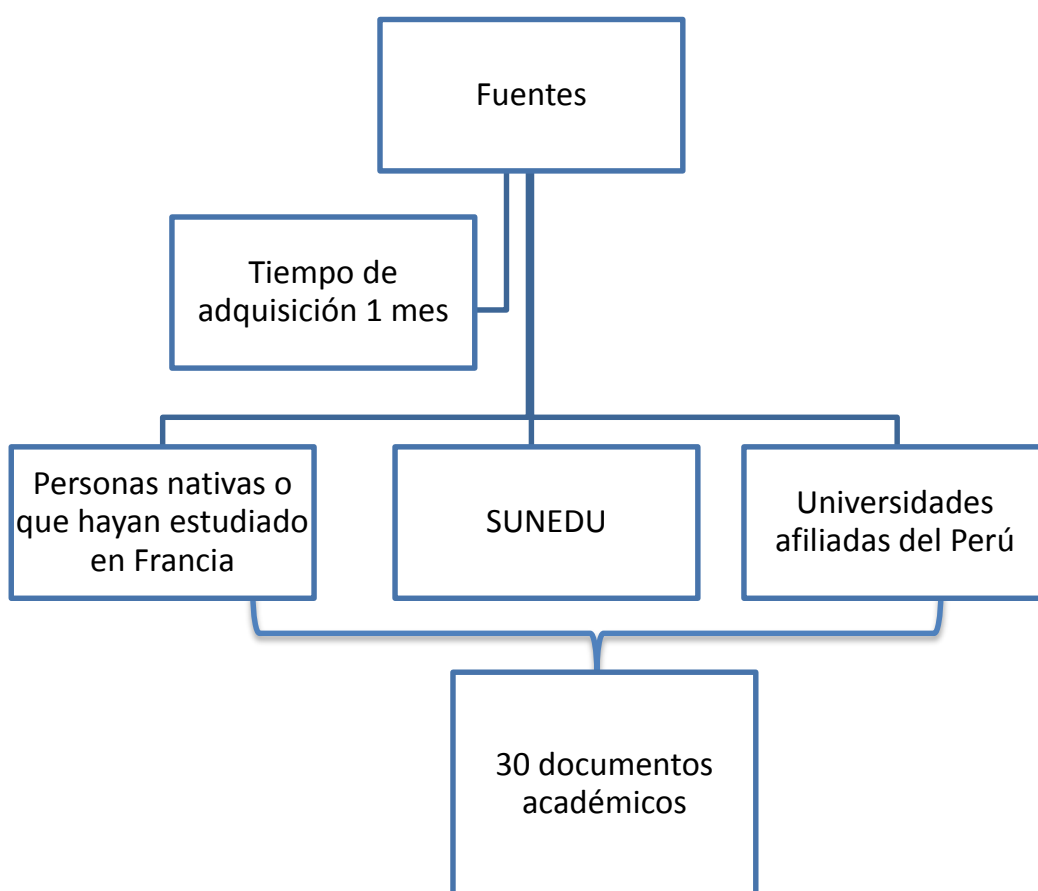 Fuentes
Tiempo de
adquisición 1 mes
Personas nativas o
que hayan estudiado
en Francia
SUNEDU
Universidades
afiliadas del Perú
30 documentos
académicos